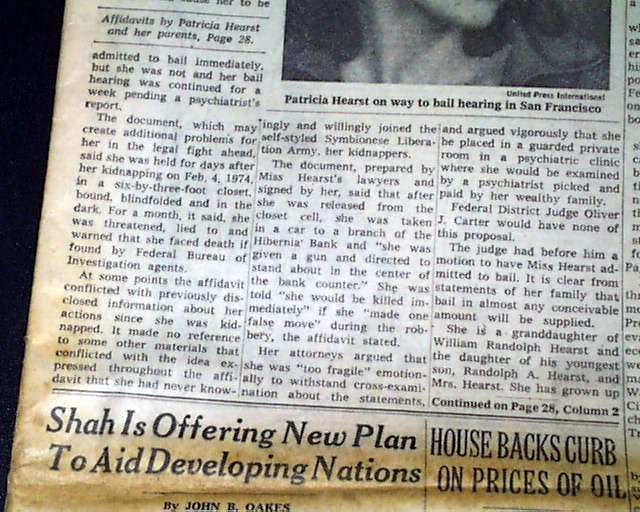 Affidavits by Patricia Hearst
and her parents, Page 28.
admitted to bail immediately,
but she was not and her bail
hearing was continued for a
week pending a psychiatrist's
report.
The document, which may
create additional problems for
her in the legal fight ahead,
said she was held for days after
her kidnapping on Feb. 4, 1974,
in a six-by-three-foot closet,
bound, blindfolded and in the
dark. For a month, it said, she
was threatened, lied to and
warned that she faced death if
found by Federal Bureau of
Investigation agents.
At some points the affidavit
conflicted with previously dis-
closed information about her
actions since she was kid-
napped. It made no reference
to some other materials that
conflicted with the idea ex-
pressed throughout the affi-
davit that she had never know-
United Press International
Patricia Hearst on way to bail hearing in San Francisco
ingly and willingly joined the
self-styled Symbionese Libera-
tion Army, her kidnappers.
The document, prepared by
Miss Hearst's lawyers and
signed by her, said that after
she was released from the
closet cell, she was taken
in a car to a branch of the
Hibernia Bank and "she was
given a gun and directed to
stand about in the center of
the bank counter." She was
told "she would be killed im-
mediately" if she "made one
false move" during the rob-
bery, the affidavit stated.
Her attorneys argued that
she was "too fragile" emotion-
ally to withstand cross-exami-
nation about the statements,
and argued vigorously that she
be placed in a guarded private
room in a psychiatric clinic
where she would be examined
by a psychiatrist picked and
paid by her wealthy family.
Federal District Judge Oliver
J. Carter would have none of
this proposal.
The judge had before him a
motion to have Miss Hearst ad-
mitted to bail. It is clear from
statements of her family that
bail in almost any conceivable
amount will be supplied.
She is a granddaughter of
William Randolph Hearst and
the daughter of his youngest
son, Randolph A. Hearst, and
Mrs. Hearst. She has grown up
Continued on Page 28, Column 2
Shah Is Offering New Plan
To Aid Developing Nations
By JOHN B. OAKES
HOUSE BACKS CURB
ON PRICES OF OIL